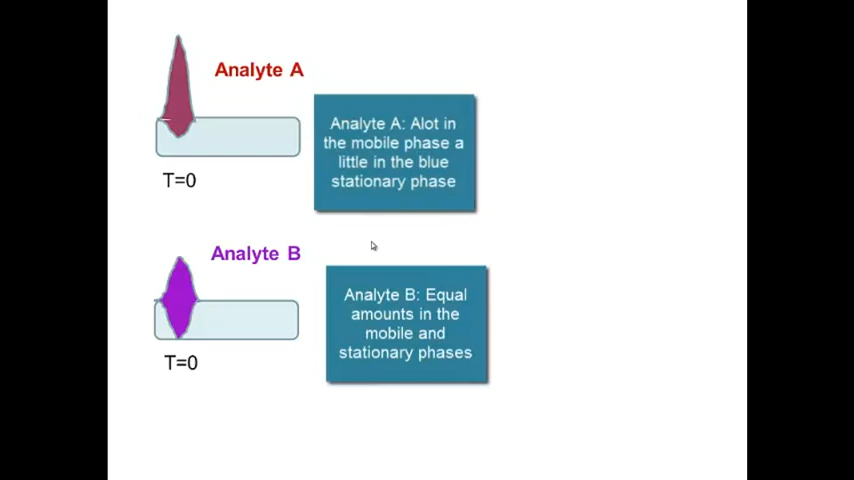 Analyte A
Analyte A: Alot in
the mobile phase a
little in the blue
stationary phase
T=0
Analyte B
Analyte B: Equal
amounts in the
mobile and
stationary phases
T=0